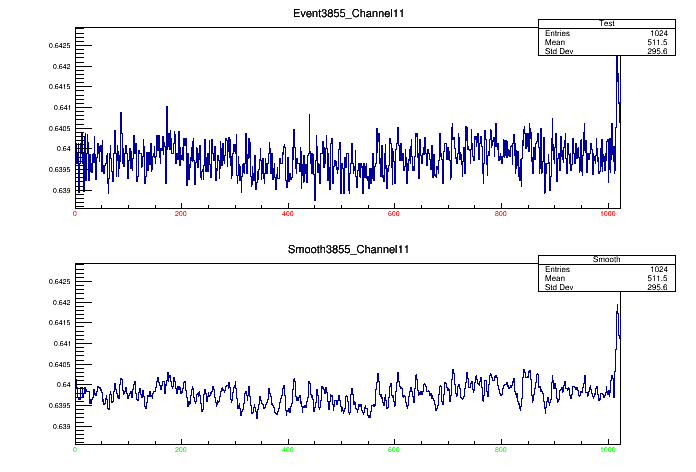 Event3855_Channel11
Test
Entries 1024
Mean 511.5
Std Dev 295.6
0.6425
0.642
0.6415
0.641
0.6405
0.64
0.6395
0.639
0 200 400 600 800 1000
Smooth3855_Channel11
Smooth
Entries 1024
Mean 511.5
Std Dev 295.6
0.6425
0.642
0.6415
0.641
0.6405
0.64
0.6395
0.639
0 200 400 600 800 1000